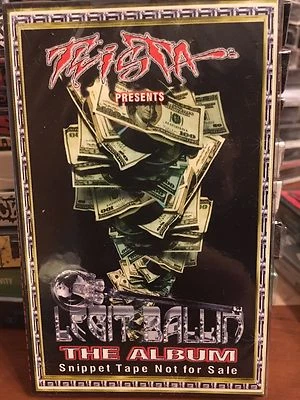 Twista
PRESENTS
LEGIT BALLIN
THE ALBUM
Snippet Tape Not for Sale